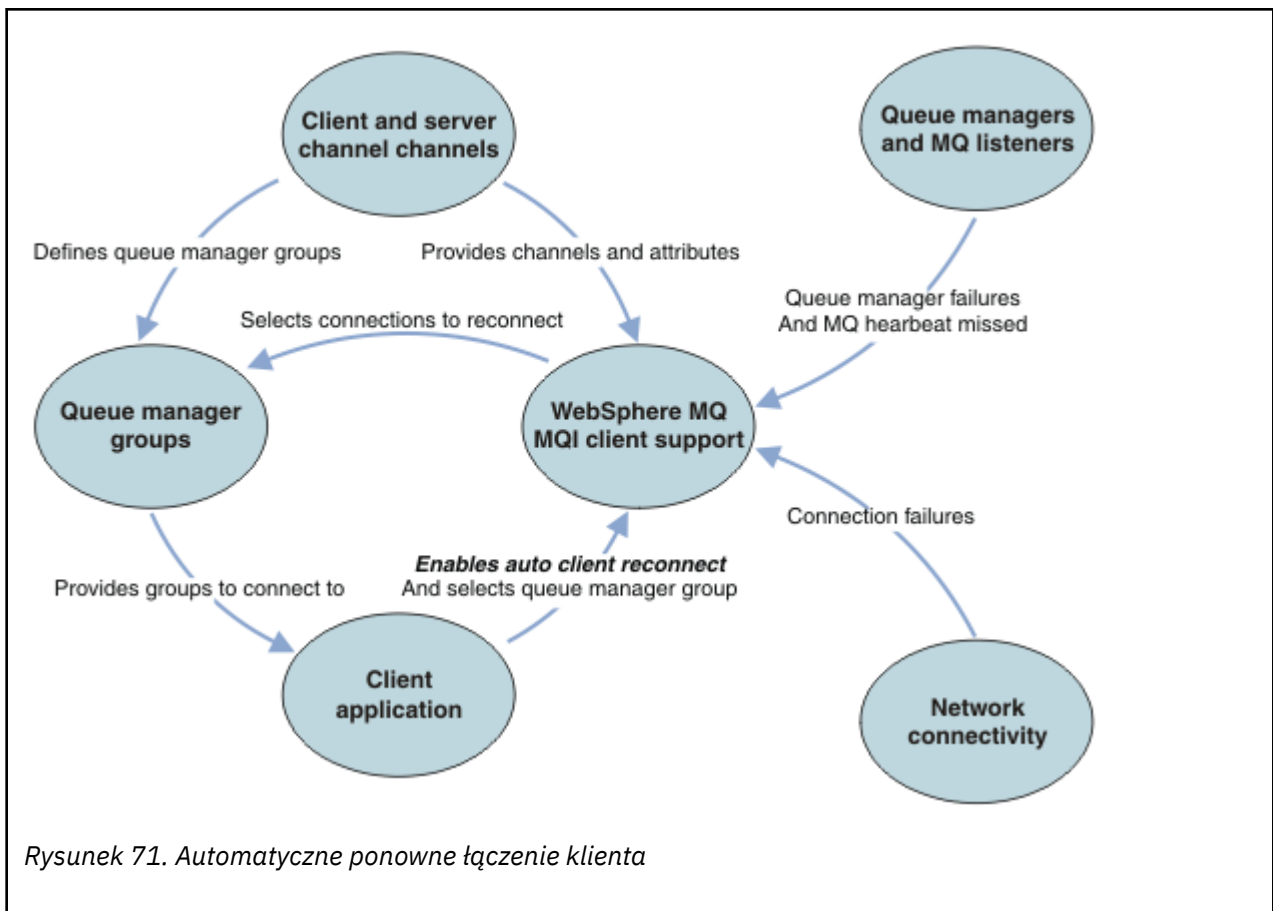 Client and server
channel channels
Queue managers
and MQ listeners
Defines queue manager groups
Provides channels and attributes
Queue manager failures
And MQ hearbeat missed
Selects connections to reconnect
Queue manager
groups
WebSphere MQ
MQI client support
Connection failures
Enables auto client reconnect
And selects queue manager group
Provides groups to connect to
Client
application
Network
connectivity
Rysunek 71. Automatyczne ponowne łączenie klienta